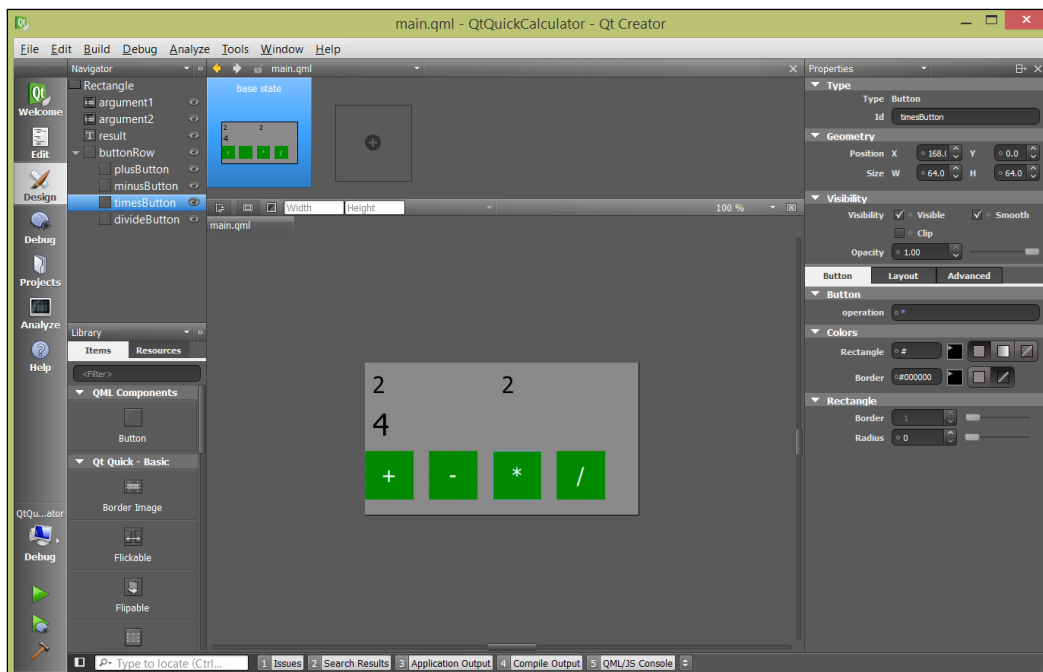 main.qml - QtQuickCalculator - Qt Creator
File Edit Build Debug Analyze Tools Window Help
Navigator
main.qml
Properties
Welcome
Edit
Design
Debug
Projects
Analyze
Help
QtQu...ator
Debug
Rectangle
argument1
argument2
result
buttonRow
plusButton
minusButton
timesButton
divideButton
base state
2 2
4
+ - * /
Width Height 100 %
main.qml
2 2
4
+ - * /
Library
Items Resources
<Filter>
QML Components
Button
Qt Quick - Basic
Border Image
Flickable
Flipable
Type
Type Button
Id timesButton
Geometry
Position X 168.( Y 0.0
Size W 64.0 H 64.0
Visibility
Visibility Visible Smooth
Clip
Opacity 1.00
Button Layout Advanced
Button
operation *
Colors
Rectangle #
Border #000000
Rectangle
Border 1
Radius 0
Type to locate (Ctrl... 1 Issues 2 Search Results 3 Application Output 4 Compile Output 5 QML/JS Console